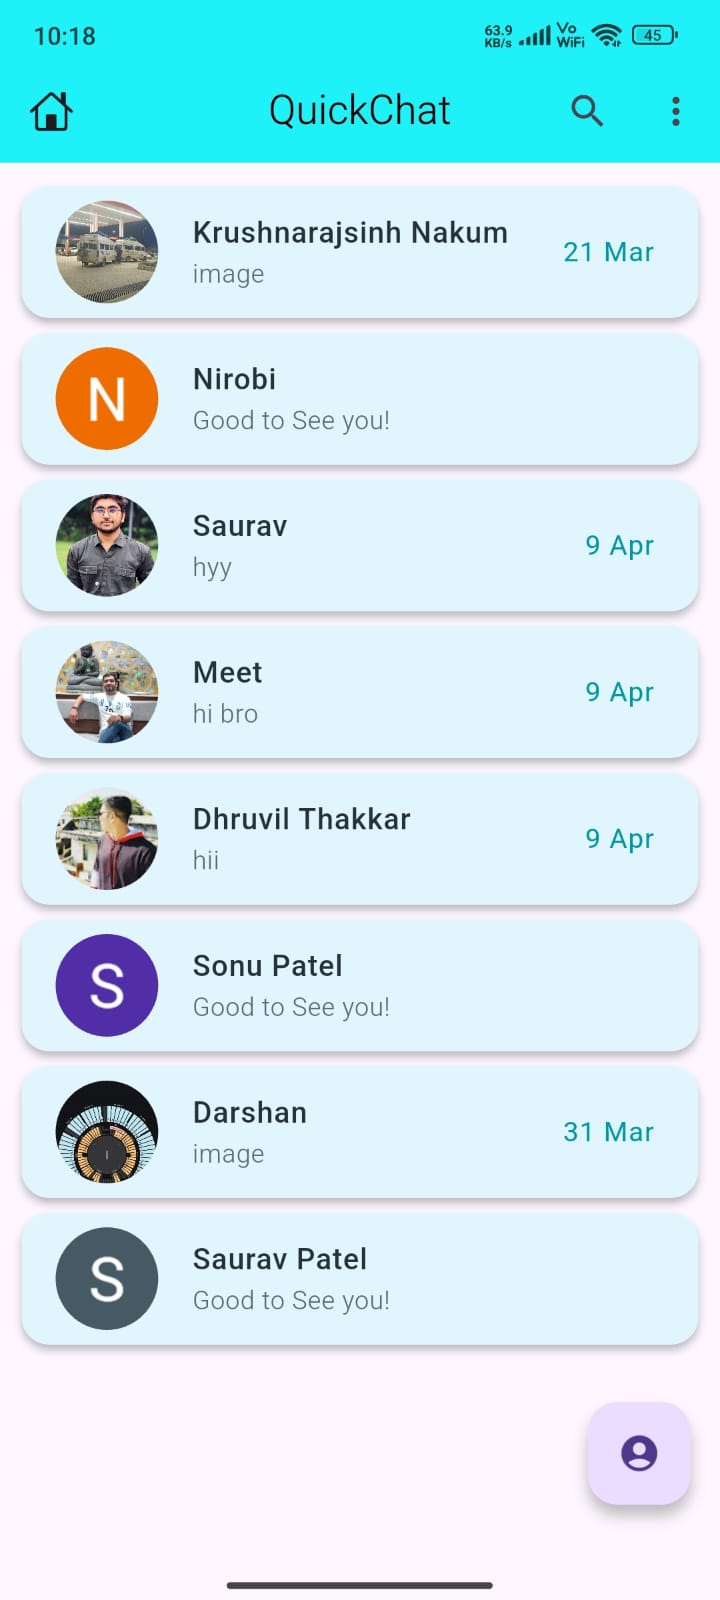 10:18
63.9 KB/s Vo WiFi 45
QuickChat
Krushnarajsinh Nakum
image
21 Mar
N
Nirobi
Good to See you!
Saurav
hyy
9 Apr
Meet
hi bro
9 Apr
Dhruvil Thakkar
hii
9 Apr
S
Sonu Patel
Good to See you!
Darshan
image
31 Mar
S
Saurav Patel
Good to See you!